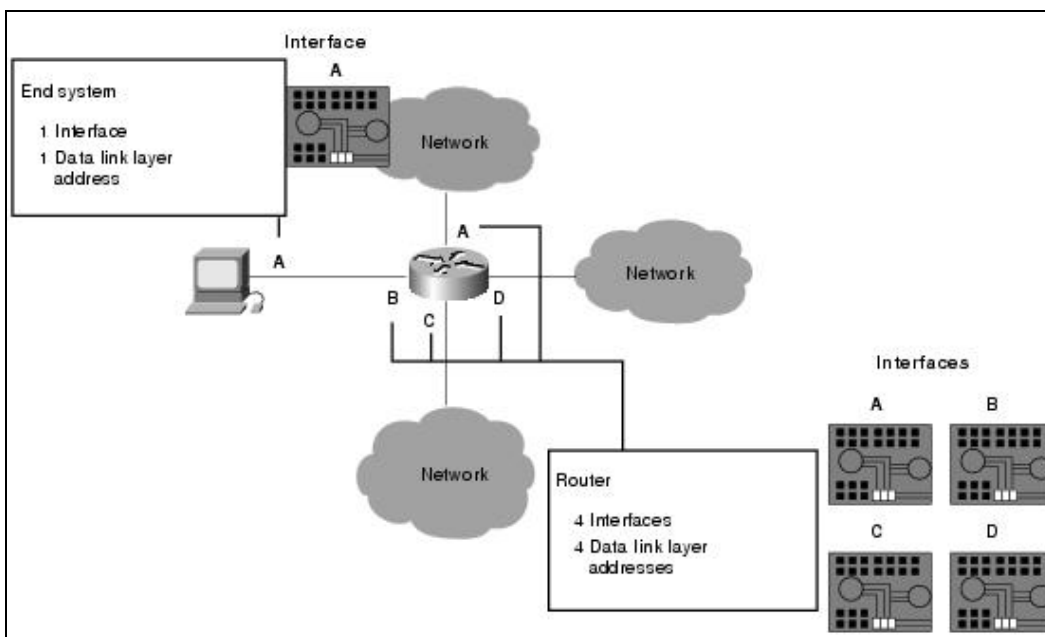 Interface
A
End system
1 Interface
1 Data link layer
address
Network
A
A
Network
B
D
C
Interfaces
A
B
Network
Router
4 Interfaces
4 Data link layer
addresses
C
D